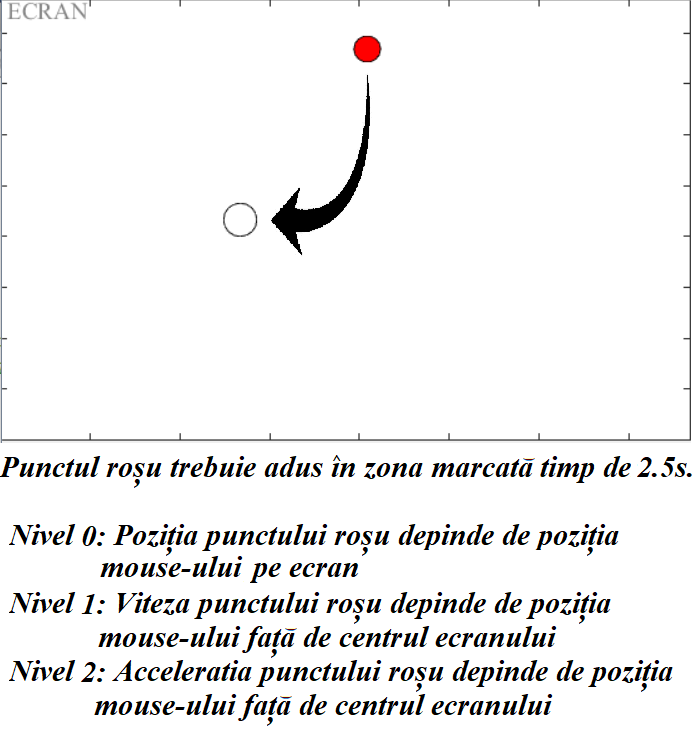 ECRAN
Punctul roșu trebuie adus în zona marcată timp de 2.5s.
Nivel 0: Poziția punctului roșu depinde de poziția
mouse-ului pe ecran
Nivel 1: Viteza punctului roșu depinde de poziția
mouse-ului față de centrul ecranului
Nivel 2: Acceleratia punctului roșu depinde de poziția
mouse-ului față de centrul ecranului